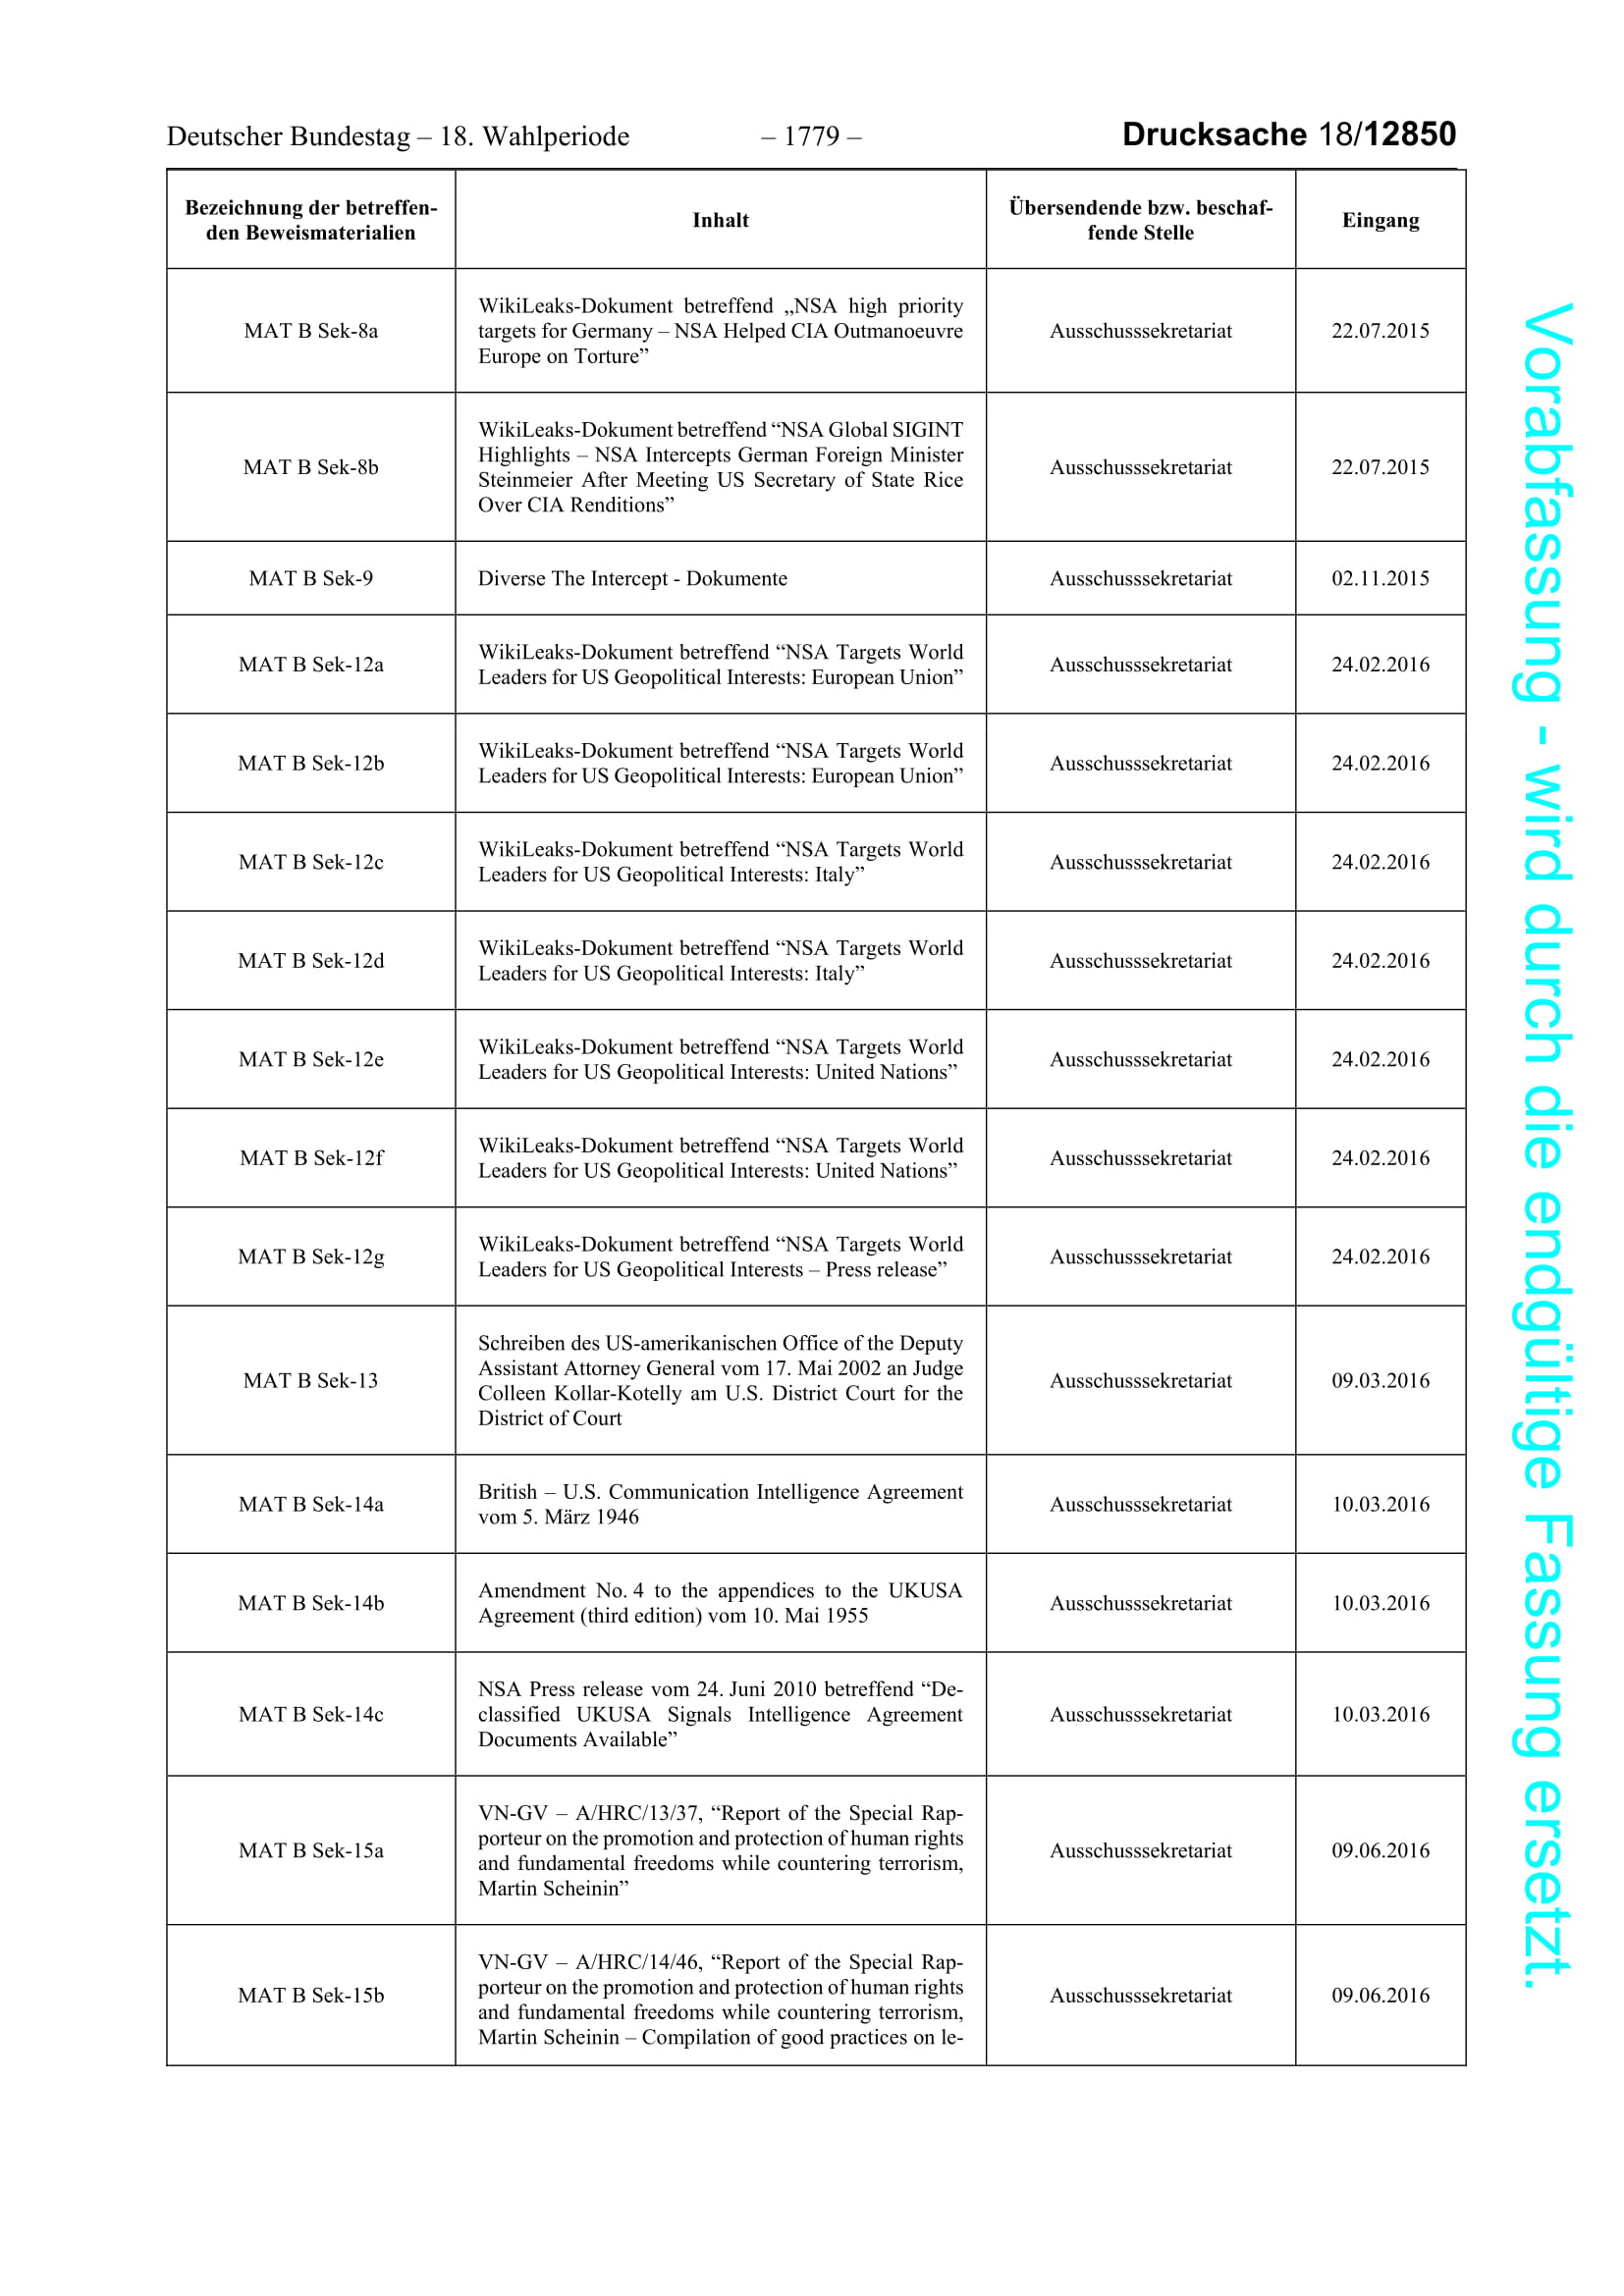 Deutscher Bundestag – 18. Wahlperiode – 1779 – Drucksache 18/12850
Bezeichnung der betreffen-
den Beweismaterialien
Inhalt
Übersendende bzw. beschaf-
fende Stelle
Eingang
MAT B Sek-8a
WikiLeaks-Dokument betreffend „NSA high priority
targets for Germany – NSA Helped CIA Outmanoeuvre
Europe on Torture”
Ausschusssekretariat
22.07.2015
MAT B Sek-8b
WikiLeaks-Dokument betreffend “NSA Global SIGINT
Highlights – NSA Intercepts German Foreign Minister
Steinmeier After Meeting US Secretary of State Rice
Over CIA Renditions”
Ausschusssekretariat
22.07.2015
MAT B Sek-9
Diverse The Intercept - Dokumente
Ausschusssekretariat
02.11.2015
MAT B Sek-12a
WikiLeaks-Dokument betreffend “NSA Targets World
Leaders for US Geopolitical Interests: European Union”
Ausschusssekretariat
24.02.2016
MAT B Sek-12b
WikiLeaks-Dokument betreffend “NSA Targets World
Leaders for US Geopolitical Interests: European Union”
Ausschusssekretariat
24.02.2016
MAT B Sek-12c
WikiLeaks-Dokument betreffend “NSA Targets World
Leaders for US Geopolitical Interests: Italy”
Ausschusssekretariat
24.02.2016
MAT B Sek-12d
WikiLeaks-Dokument betreffend “NSA Targets World
Leaders for US Geopolitical Interests: Italy”
Ausschusssekretariat
24.02.2016
MAT B Sek-12e
WikiLeaks-Dokument betreffend “NSA Targets World
Leaders for US Geopolitical Interests: United Nations”
Ausschusssekretariat
24.02.2016
MAT B Sek-12f
WikiLeaks-Dokument betreffend “NSA Targets World
Leaders for US Geopolitical Interests: United Nations”
Ausschusssekretariat
24.02.2016
MAT B Sek-12g
WikiLeaks-Dokument betreffend “NSA Targets World
Leaders for US Geopolitical Interests – Press release”
Ausschusssekretariat
24.02.2016
MAT B Sek-13
Schreiben des US-amerikanischen Office of the Deputy
Assistant Attorney General vom 17. Mai 2002 an Judge
Colleen Kollar-Kotelly am U.S. District Court for the
District of Court
Ausschusssekretariat
09.03.2016
MAT B Sek-14a
British – U.S. Communication Intelligence Agreement
vom 5. März 1946
Ausschusssekretariat
10.03.2016
MAT B Sek-14b
Amendment No. 4 to the appendices to the UKUSA
Agreement (third edition) vom 10. Mai 1955
Ausschusssekretariat
10.03.2016
MAT B Sek-14c
NSA Press release vom 24. Juni 2010 betreffend “De-
classified UKUSA Signals Intelligence Agreement
Documents Available”
Ausschusssekretariat
10.03.2016
MAT B Sek-15a
VN-GV – A/HRC/13/37, “Report of the Special Rap-
porteur on the promotion and protection of human rights
and fundamental freedoms while countering terrorism,
Martin Scheinin”
Ausschusssekretariat
09.06.2016
MAT B Sek-15b
VN-GV – A/HRC/14/46, “Report of the Special Rap-
porteur on the promotion and protection of human rights
and fundamental freedoms while countering terrorism,
Martin Scheinin – Compilation of good practices on le-
Ausschusssekretariat
09.06.2016
Vorabfassung - wird durch die endgültige Fassung ersetzt.